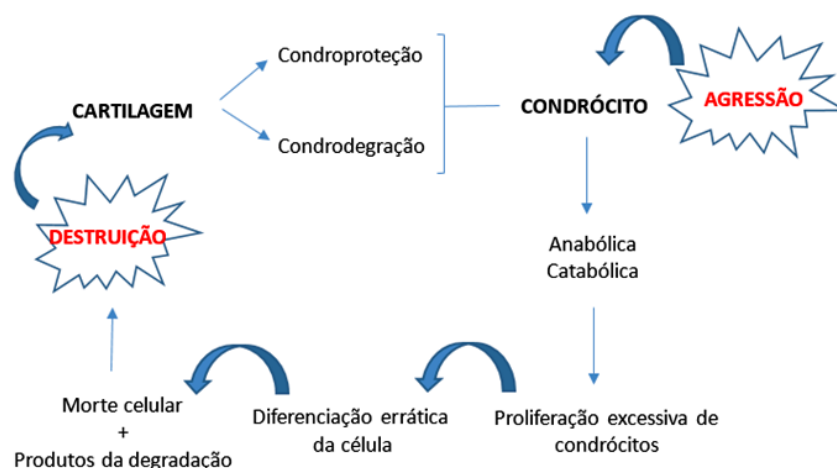 Condroproteção
CARTILAGEM
Condrodegração
CONDRÓCITO
AGRESSÃO
Anabólica
Catabólica
Proliferação excessiva de
condrócitos
Diferenciação errática
da célula
Morte celular
+
Produtos da degradação
DESTRUIÇÃO